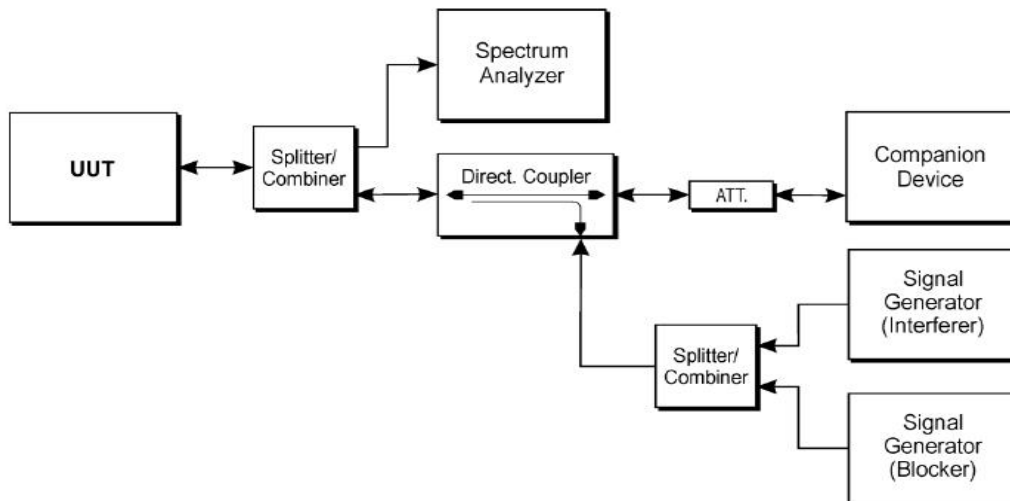 Spectrum
Analyzer
UUT
Splitter/
Combiner
Direct. Coupler
ATT.
Companion
Device
Signal
Generator
(Interferer)
Splitter/
Combiner
Signal
Generator
(Blocker)